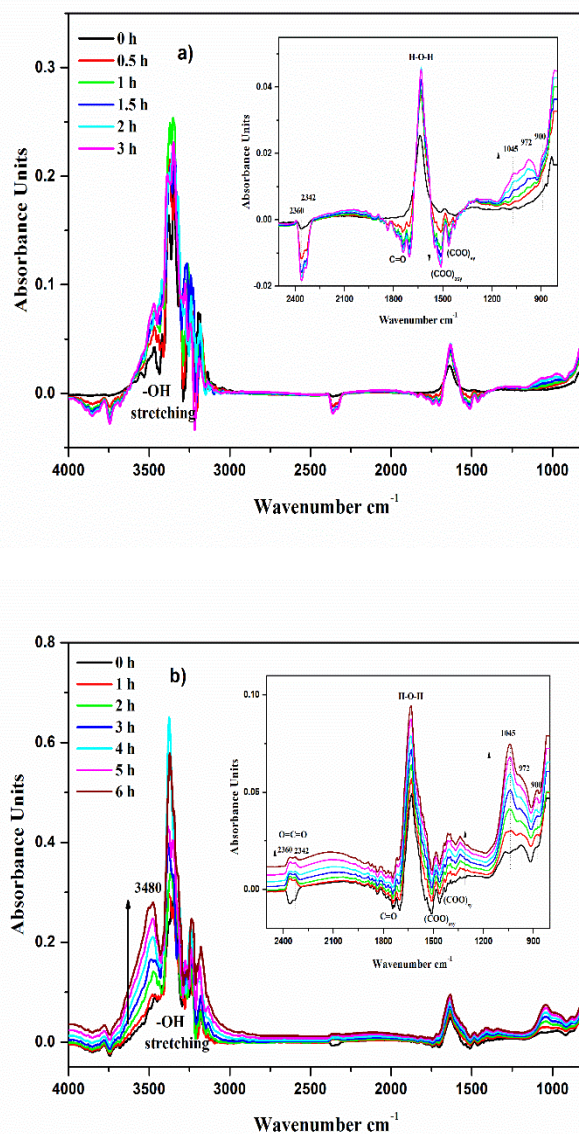 a)
0 h
0.5 h
1 h
1.5 h
2 h
3 h
Absorbance Units
0.3
0.2
0.1
0.0
-OH
stretching
4000 3500 3000 2500 2000 1500 1000
Wavenumber cm-1
H-O-H
Absorbance Units
0.04
0.02
0.00
-0.02
2360
2342
C=O
(COO)
(COO)
1045
972
900
2400 2100 1800 1500 1200 900
Wavenumber cm-1
b)
0 h
1 h
2 h
3 h
4 h
5 h
6 h
Absorbance Units
0.8
0.6
0.4
0.2
0.0
3480
-OH
stretching
4000 3500 3000 2500 2000 1500 1000
Wavenumber cm-1
H-O-H
Absorbance Units
0.10
0.05
0.00
O=C=O
2360
2342
C=O
(COO)
(COO)
1045
972
900
2400 2100 1800 1500 1200 900
Wavenumber cm-1